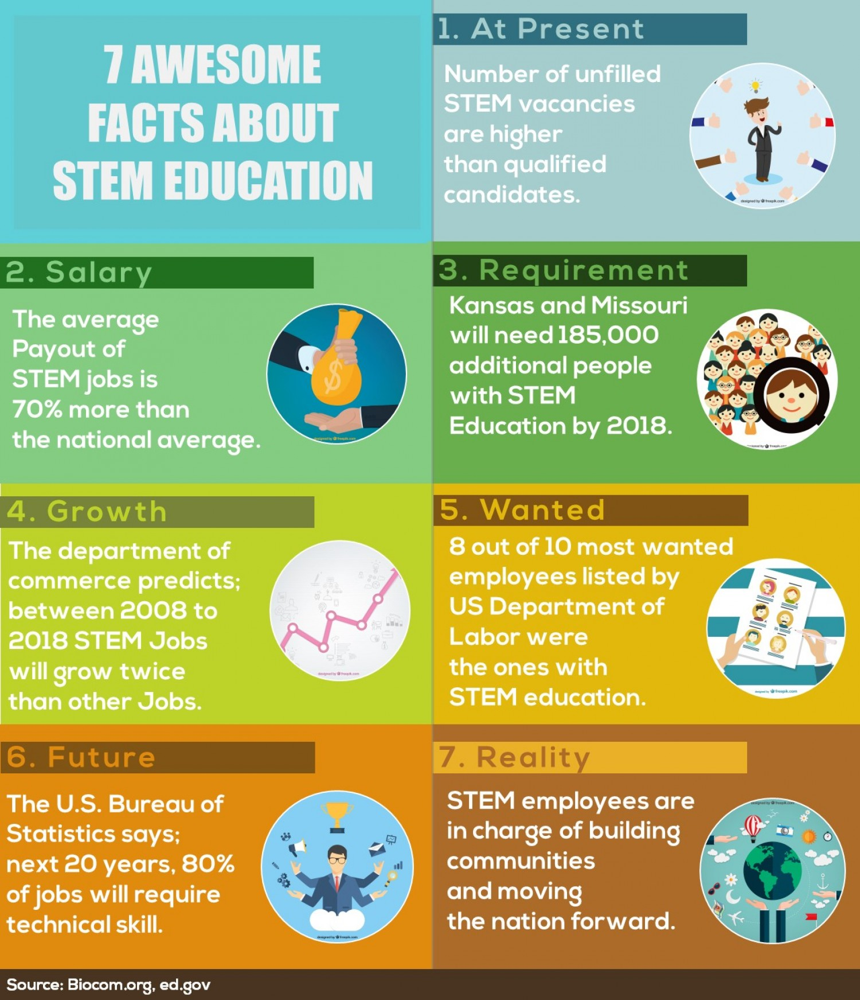 7 AWESOME
FACTS ABOUT
STEM EDUCATION
1. At Present
Number of unfilled
STEM vacancies
are higher
than qualified
candidates.
designed by freepik.com
2. Salary
The average
Payout of
STEM jobs is
70% more than
the national average.
$
designed by freepik.com
3. Requirement
Kansas and Missouri
will need 185,000
additional people
with STEM
Education by 2018.
4. Growth
The department of
commerce predicts;
between 2008 to
2018 STEM Jobs
will grow twice
than other Jobs.
designed by freepik.com
5. Wanted
8 out of 10 most wanted
employees listed by
US Department of
Labor were
the ones with
STEM education.
designed by freepik.com
6. Future
The U.S. Bureau of
Statistics says;
next 20 years, 80%
of jobs will require
technical skill.
designed by freepik.com
7. Reality
STEM employees are
in charge of building
communities
and moving
the nation forward.
designed by freepik.com
Source: Biocom.org, ed.gov